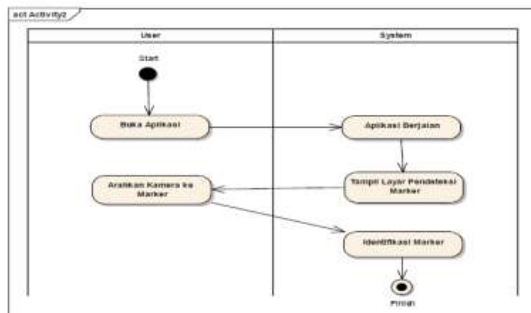 act Activity2
User
System
Start
Buka Aplikasi
Aplikasi Berjalan
Arahkan Kamera ke
Marker
Tampil Layar Pendeteksi
Marker
Identifikasi Marker
Finish